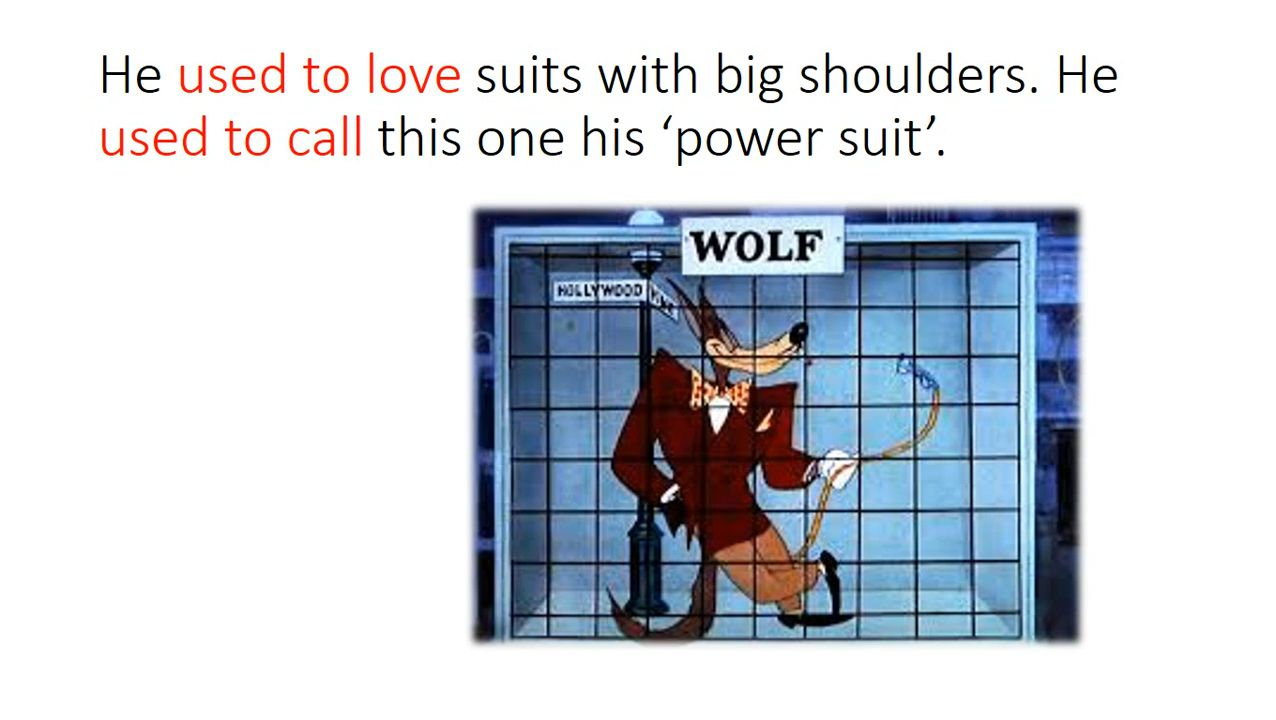 He used to love suits with big shoulders. He
used to call this one his ‘power suit’.
WOLF
HOLLYWOOD
VINE